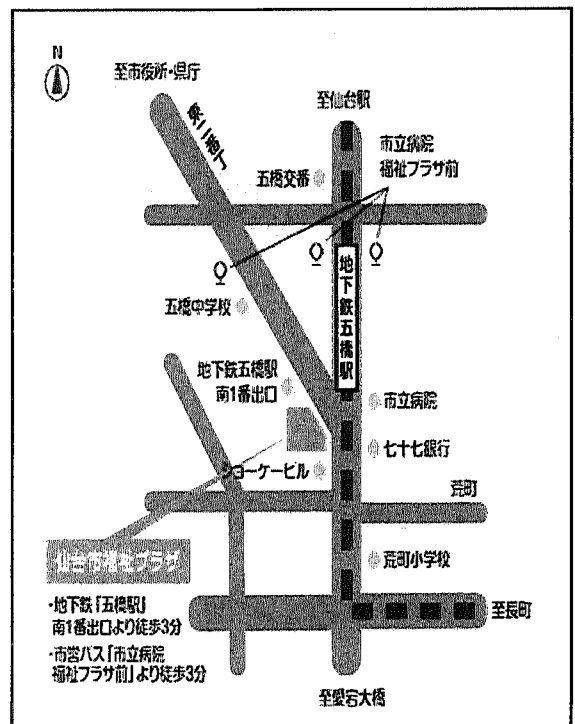 N
至市役所・県庁
東二番丁
至仙台駅
市立病院
福祉プラザ前
五橋交番
地下鉄五橋駅
五橋中学校
地下鉄五橋駅
南1番出口
市立病院
七十七銀行
ショーケービル
荒町
仙台市福祉プラザ
荒町小学校
・地下鉄「五橋駅」
南1番出口より徒歩3分
・市営バス「市立病院
福祉プラザ前」より徒歩3分
至長町
至愛宕大橋